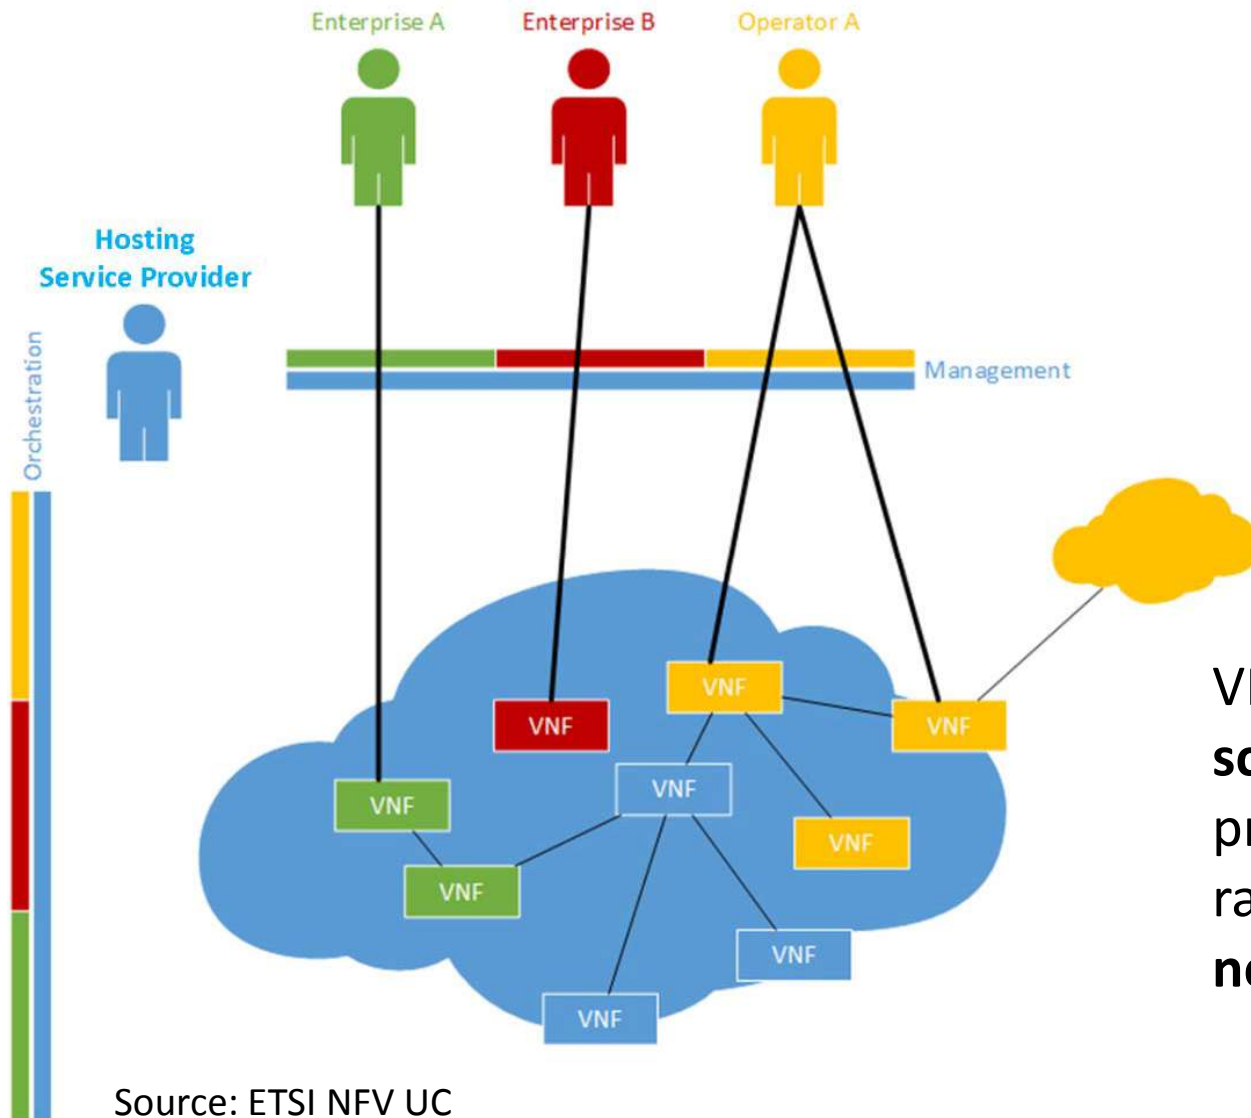 Enterprise A
Enterprise B
Operator A
Hosting
Service Provider
Orchestration
Management
VNF
VNF
VNF
VNF
VNF
VNF
VNF
VNF
VNF
Source: ETSI NFV UC